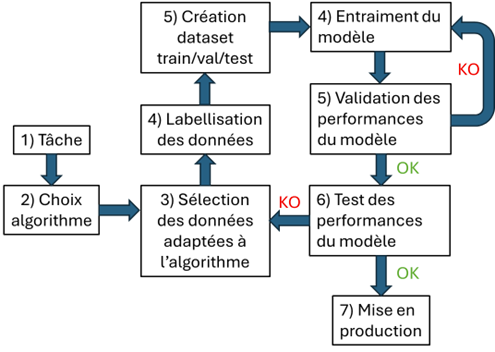 1) Tâche
2) Choix
algorithme
3) Sélection
des données
adaptées à
l’algorithme
4) Labellisation
des données
5) Création
dataset
train/val/test
4) Entraiment du
modèle
5) Validation des
performances
du modèle
KO
OK
6) Test des
performances
du modèle
KO
OK
7) Mise en
production